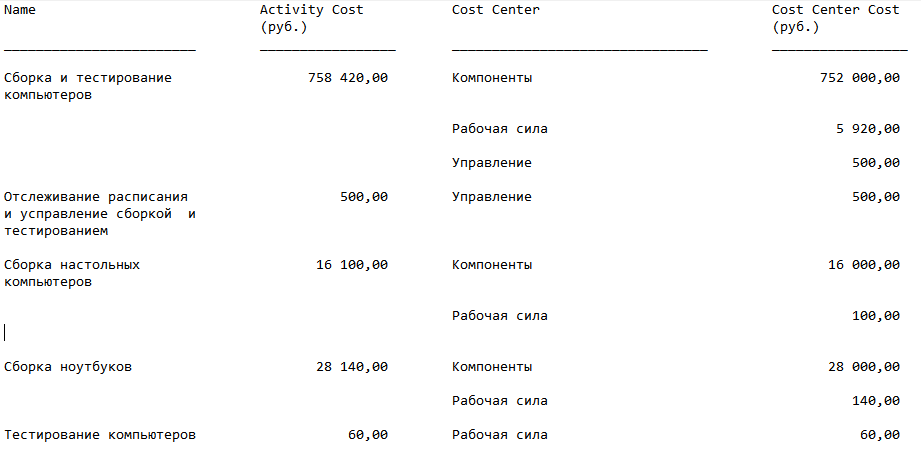 Name Activity Cost Cost Center Cost Center Cost
(руб.) (руб.)
Сборка и тестирование 758 420,00 Компоненты 752 000,00
компьютеров
Рабочая сила 5 920,00
Управление 500,00
Отслеживание расписания 500,00 Управление 500,00
и усправление сборкой и
тестированием
Сборка настольных 16 100,00 Компоненты 16 000,00
компьютеров
Рабочая сила 100,00
Сборка ноутбуков 28 140,00 Компоненты 28 000,00
Рабочая сила 140,00
Тестирование компьютеров 60,00 Рабочая сила 60,00